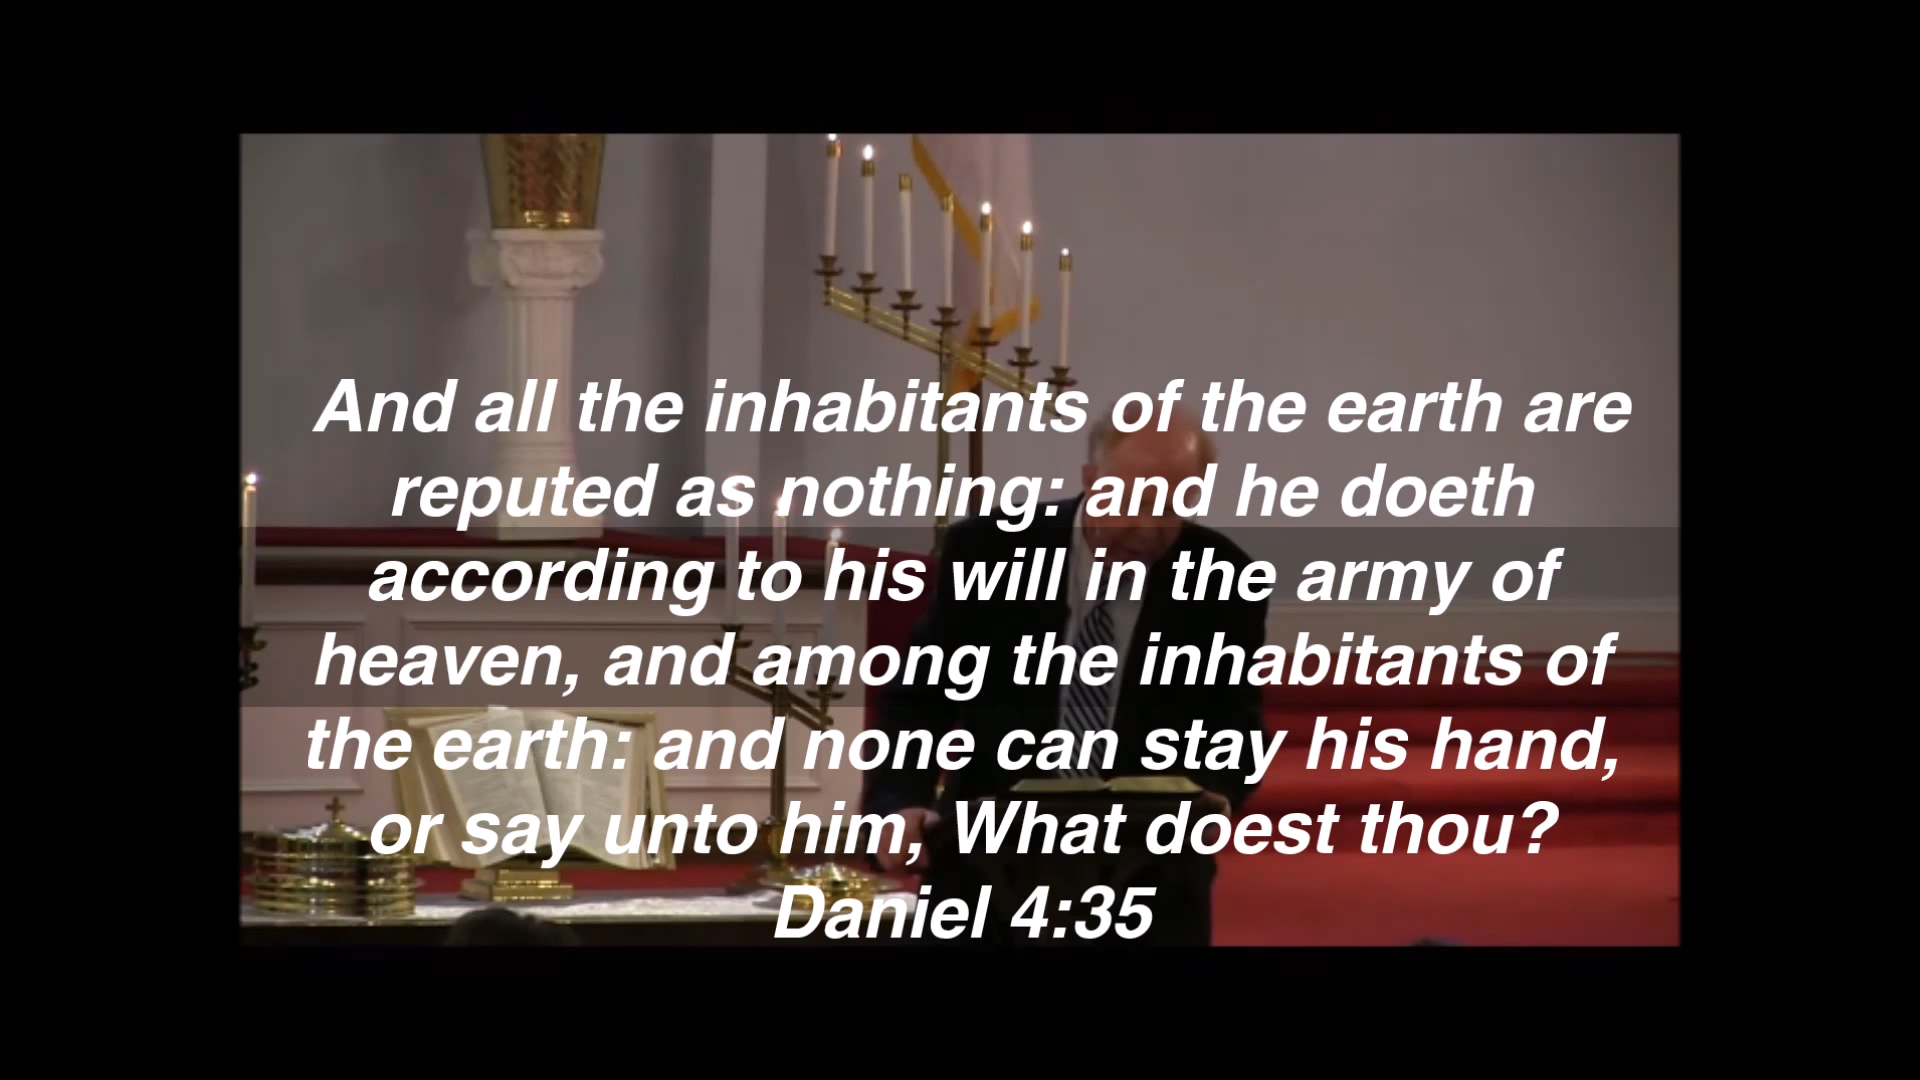 And all the inhabitants of the earth are
reputed as nothing: and he doeth
according to his will in the army of
heaven, and among the inhabitants of
the earth: and none can stay his hand,
or say unto him, What doest thou?
Daniel 4:35